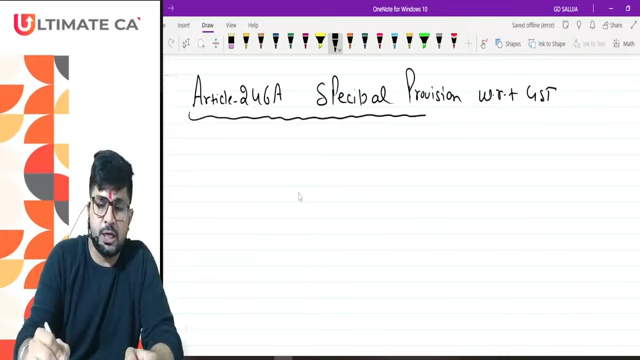 ULTIMATE CA
OneNote for Windows 10
GD SALUJA
Insert
Draw
View
Help
Saved offline (error)
Share
Shapes
Ink to Shape
Ink to Text
Math
Article-246A Specibal Provision w.r.t GST